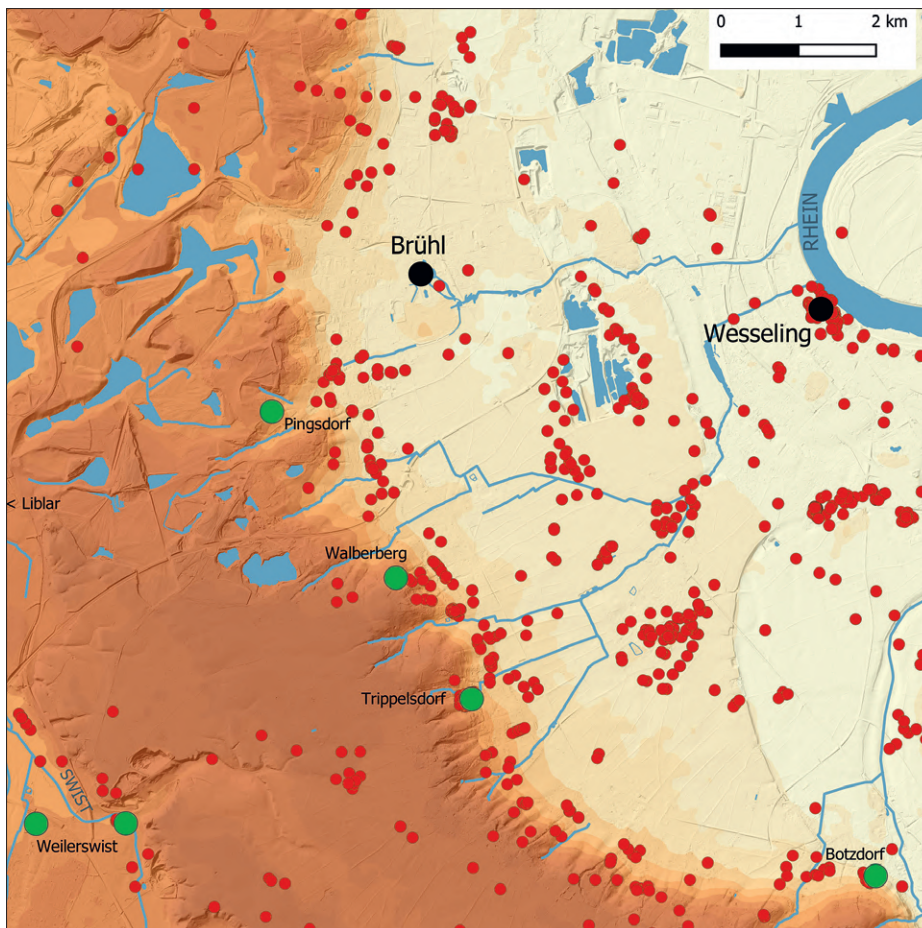 0 1 2 km
RHEIN
Brühl
Wesseling
Pingsdorf
< Liblar
Walberberg
Trippelsdorf
SWIST
Weilerswist
Botzdorf